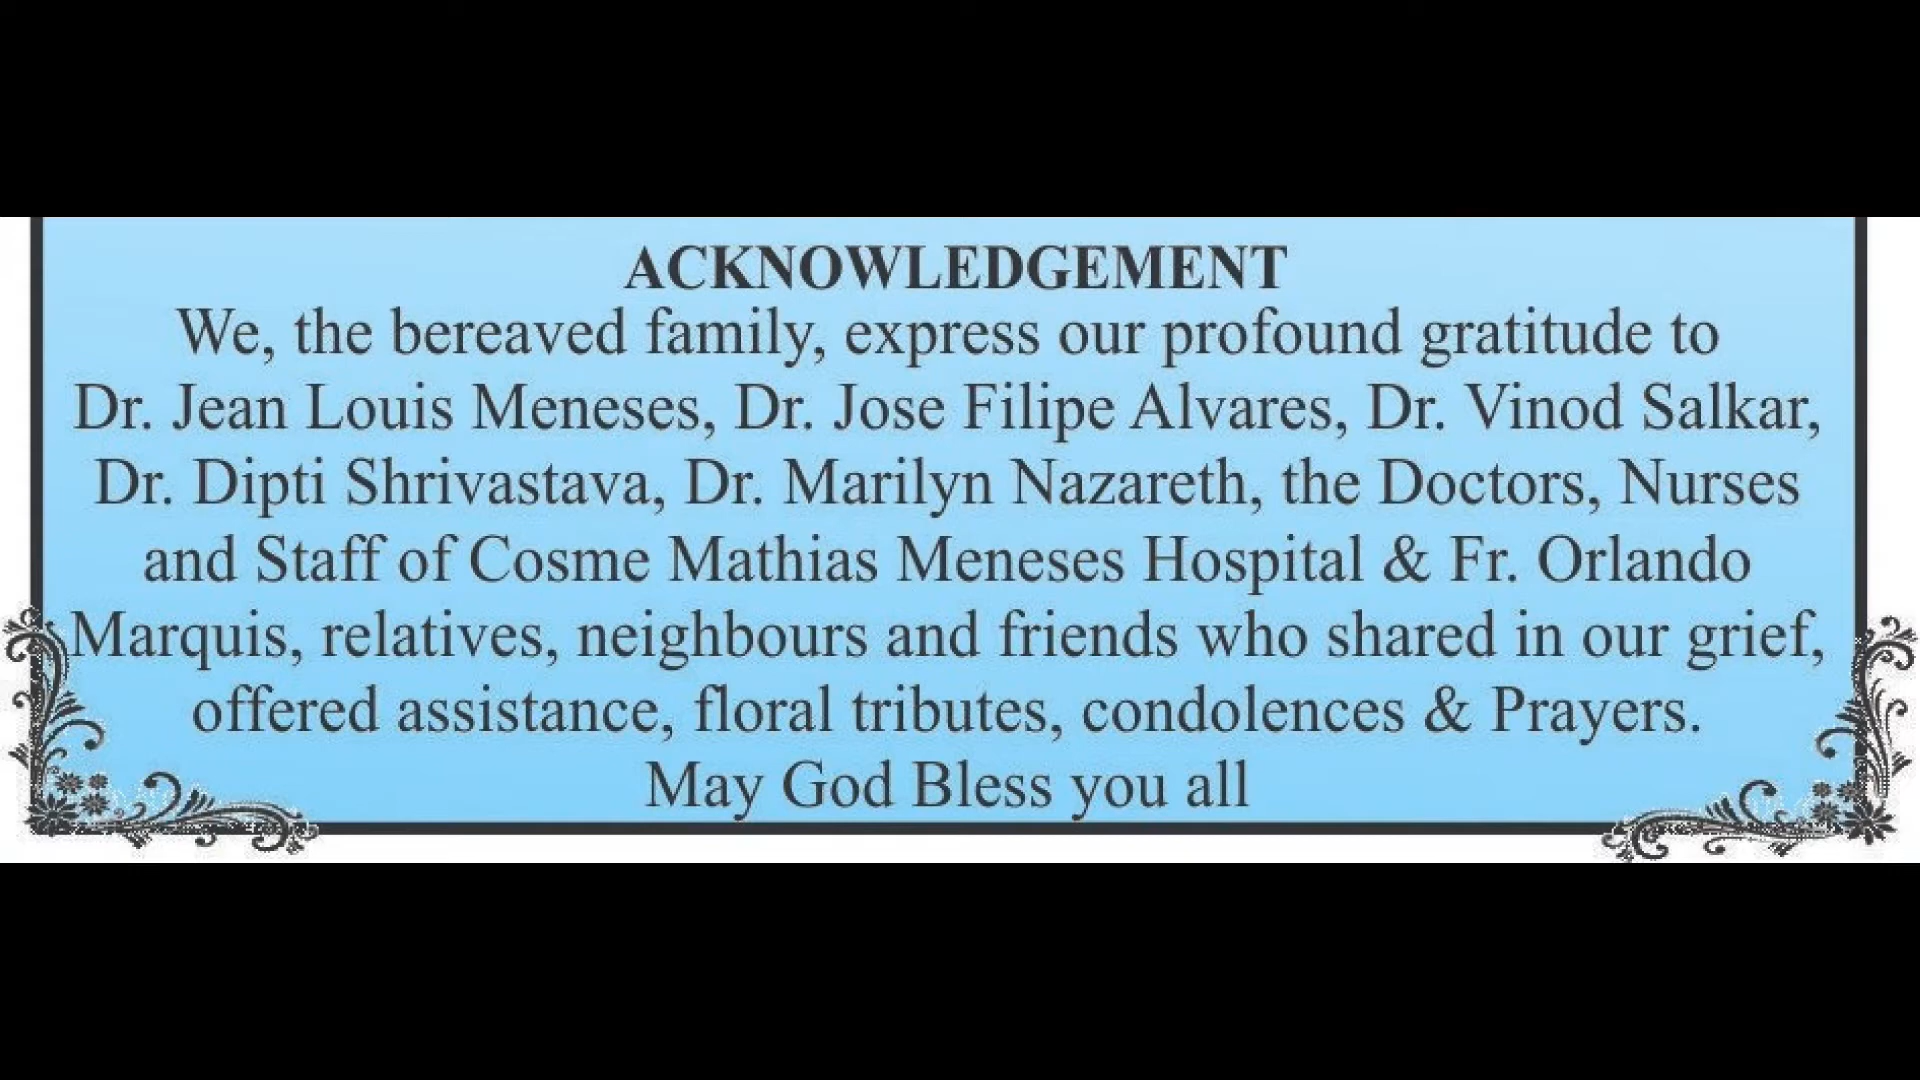 ACKNOWLEDGEMENT
We, the bereaved family, express our profound gratitude to
Dr. Jean Louis Meneses, Dr. Jose Filipe Alvares, Dr. Vinod Salkar,
Dr. Dipti Shrivastava, Dr. Marilyn Nazareth, the Doctors, Nurses
and Staff of Cosme Mathias Meneses Hospital & Fr. Orlando
Marquis, relatives, neighbours and friends who shared in our grief,
offered assistance, floral tributes, condolences & Prayers.
May God Bless you all